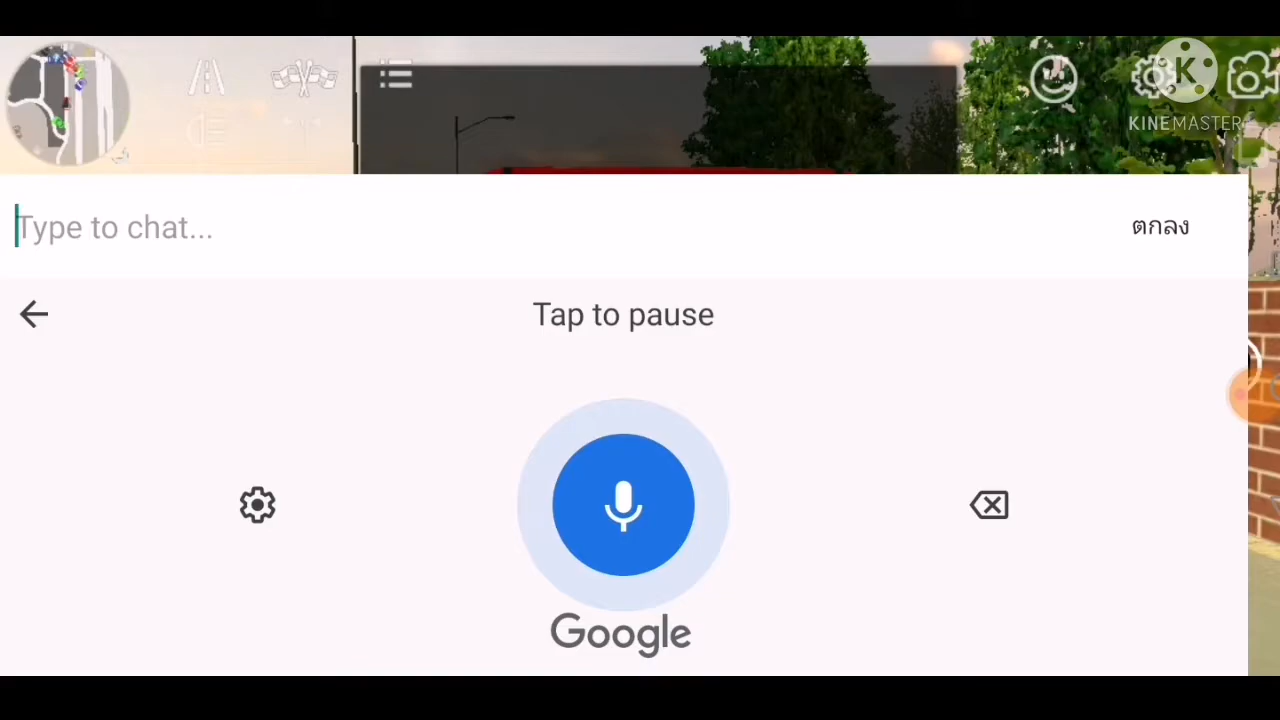 KINEMASTER
Type to chat...
ตกลง
Tap to pause
Google